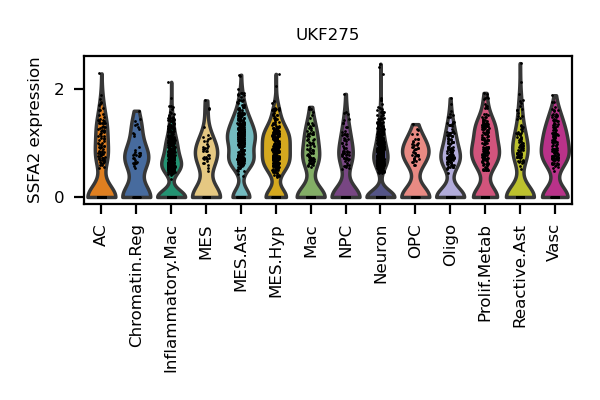 UKF275
SSFA2 expression
2
0
AC
Chromatin.Reg
Inflammatory.Mac
MES
MES.Ast
MES.Hyp
Mac
NPC
Neuron
OPC
Oligo
Prolif.Metab
Reactive.Ast
Vasc